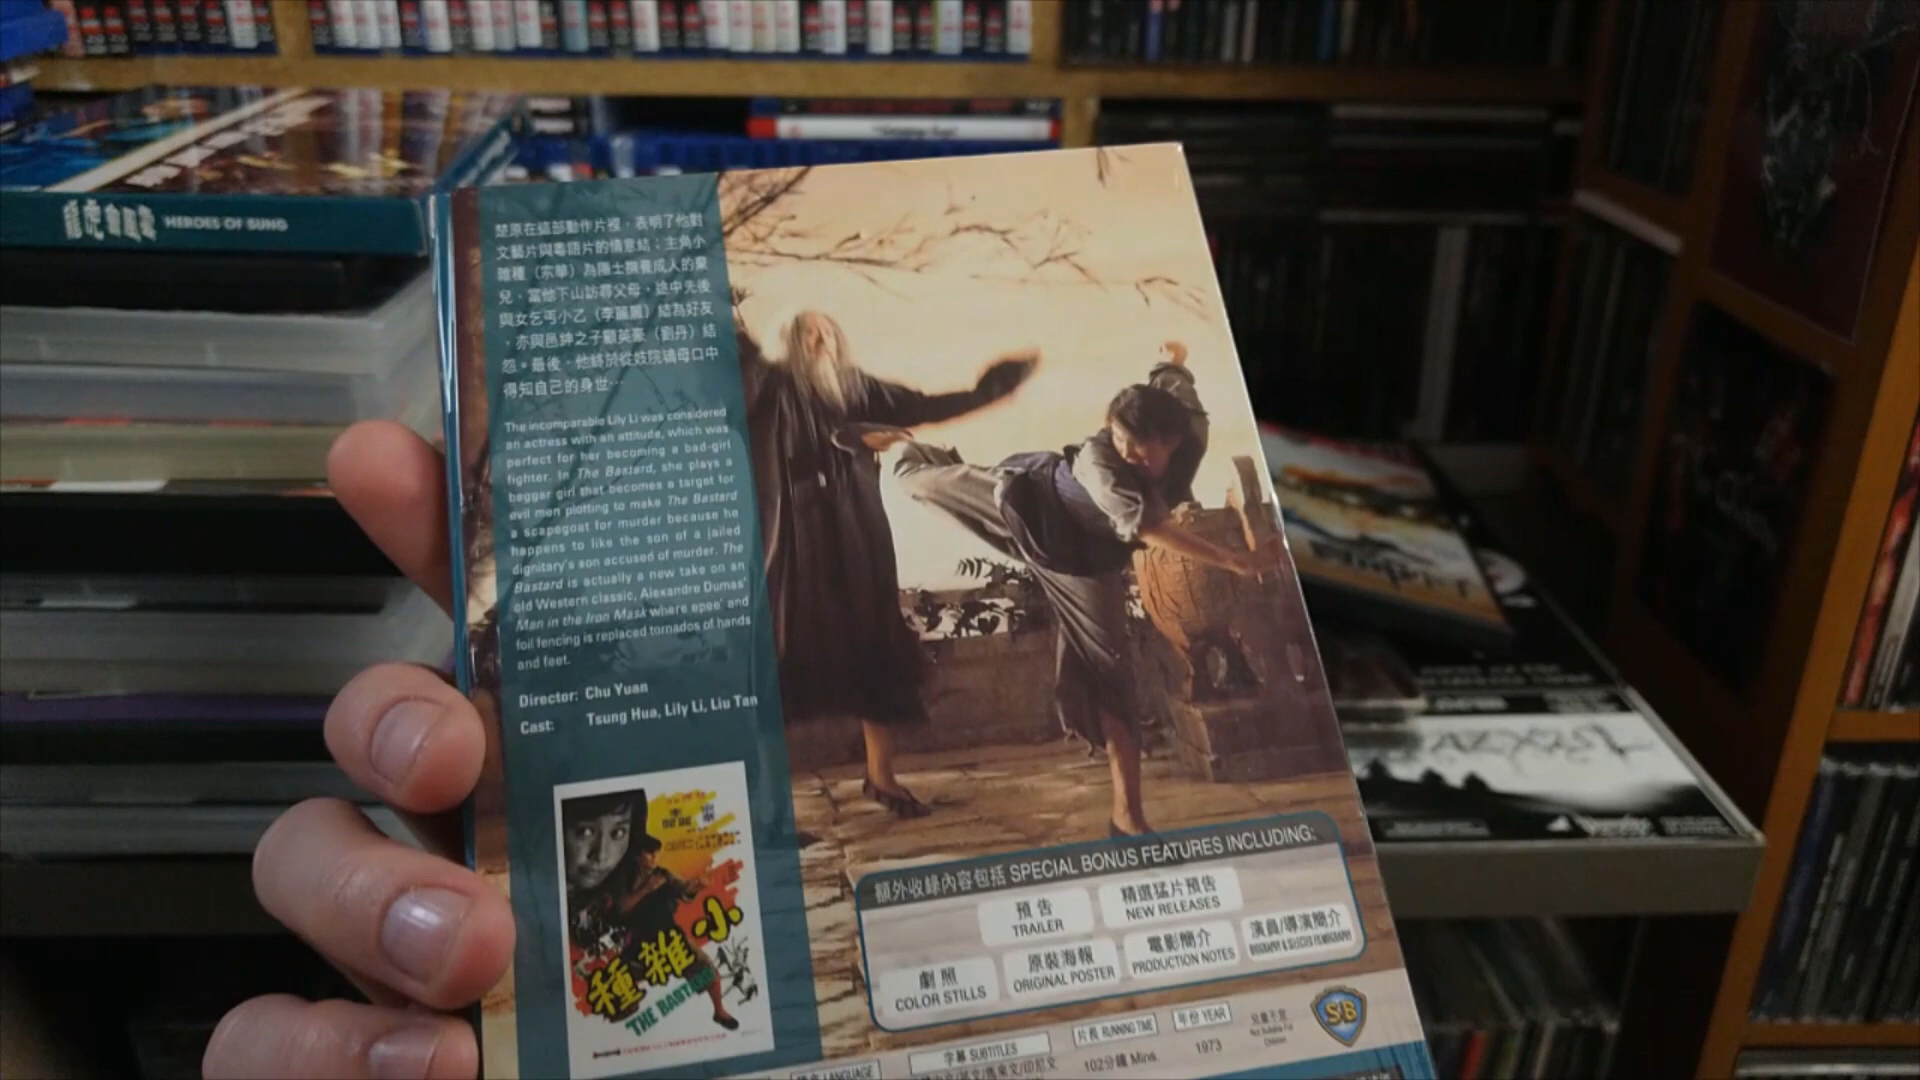 HEROES OF SUNG
楚原在這部動作片裡，表明了他對
文藝片與粵語片的情意結；主角小
雜種（宗華）為隱士撫養成人的棄
兒，當他下山訪尋父母，途中先後
與女乞丐小乙（李麗麗）結為好友
，亦與邑紳之子顧英豪（劉丹）結
怨。最後，他終於從妓院鴇母口中
得知自己的身世…
The incomparable Lily Li was considered
an actress with an attitude, which was
perfect for her becoming a bad-girl
fighter. In The Bastard, she plays a
beggar girl that becomes a target for
evil men plotting to make The Bastard
a scapegoat for murder because he
happens to like the son of a jailed
dignitary's son accused of murder. The
Bastard is actually a new take on an
old Western classic, Alexandre Dumas'
Man in the Iron Mask where epee' and
foil fencing is replaced tornados of hands
and feet.
Director: Chu Yuan
Cast: Tsung Hua, Lily Li, Liu Tan
小雜種
THE BASTARD
額外收錄內容包括 SPECIAL BONUS FEATURES INCLUDING:
預告
TRAILER
精選猛片預告
NEW RELEASES
劇照
COLOR STILLS
原裝海報
ORIGINAL POSTER
電影簡介
PRODUCTION NOTES
演員/導演簡介
BIOGRAPHY & SELECTED FILMOGRAPHY
字幕 SUBTITLES
片長 RUNNING TIME
102分鐘 Mins.
年份 YEAR
1973
兒童不宜
Not Suitable For
Children
SB
LANGUAGE